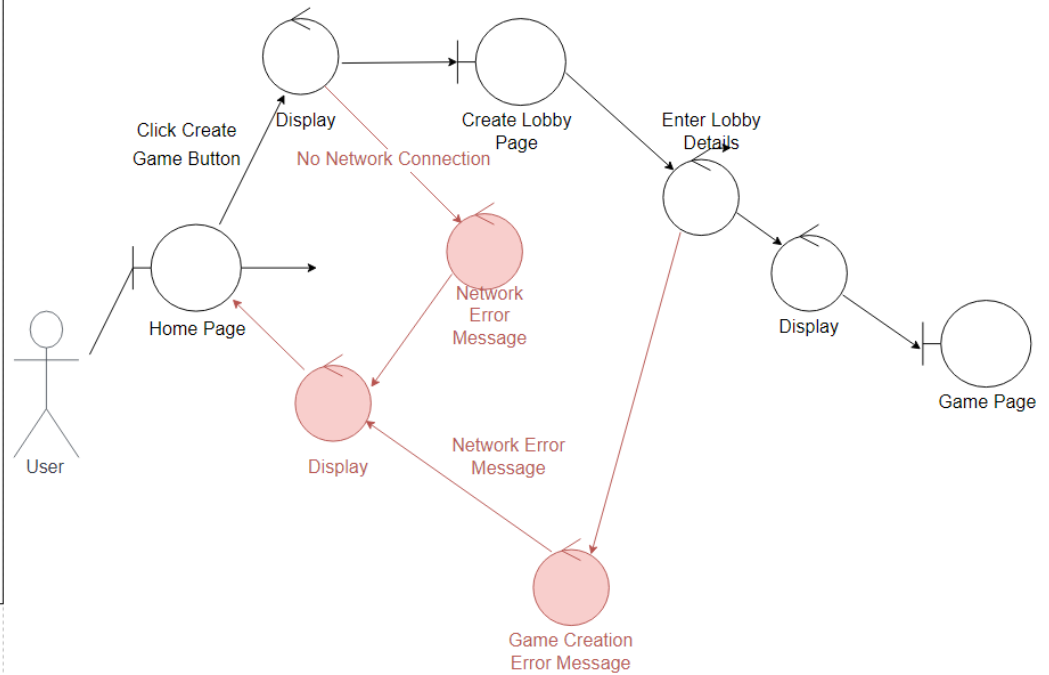 Click Create
Game Button
Display
Create Lobby
Page
Enter Lobby
Details
No Network Connection
Network
Error
Message
Home Page
Display
Game Page
User
Display
Network Error
Message
Game Creation
Error Message